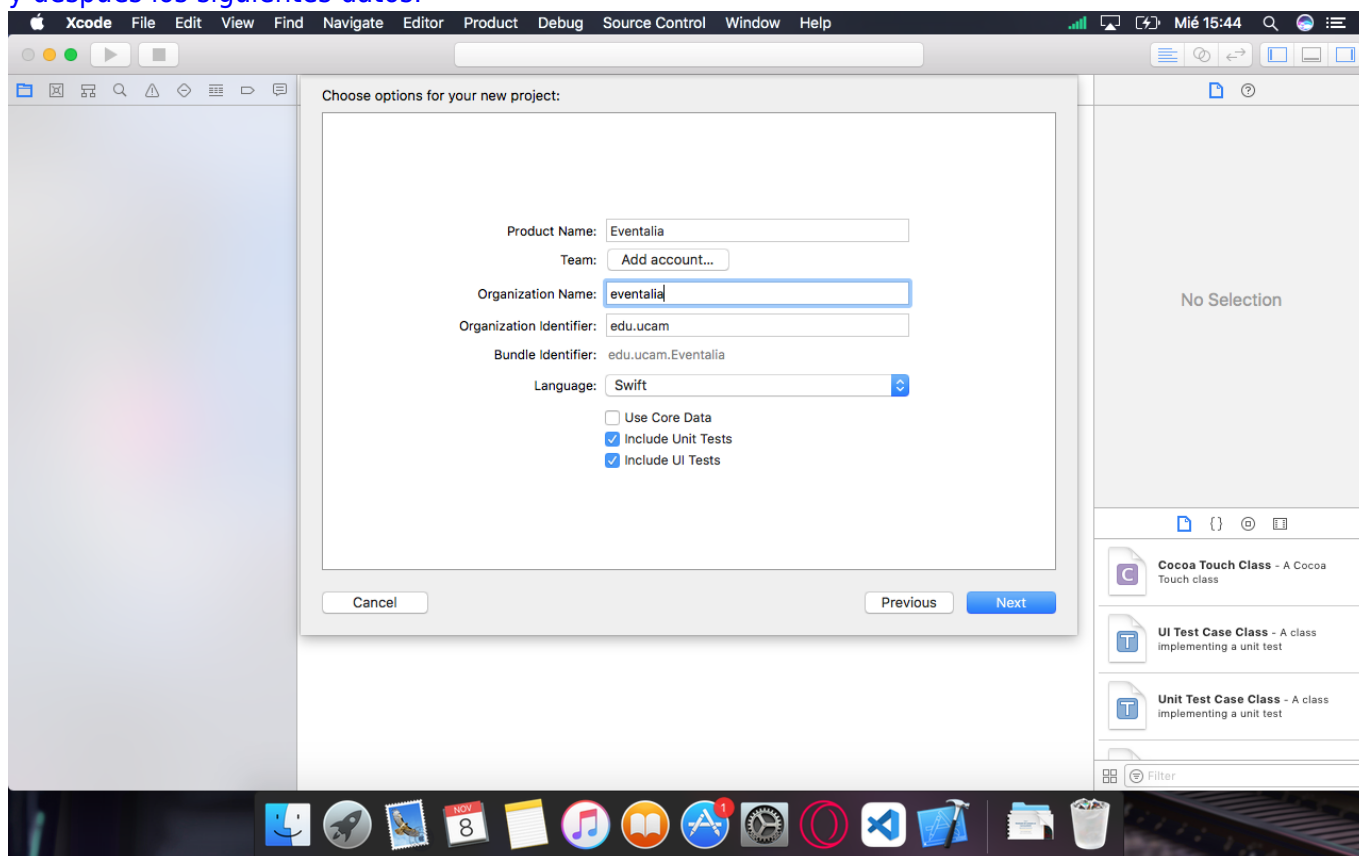 y después los siguientes datos:
Xcode File Edit View Find Navigate Editor Product Debug Source Control Window Help Mié 15:44
Choose options for your new project:
Product Name: Eventalia
Team: Add account...
Organization Name: eventalia
Organization Identifier: edu.ucam
Bundle Identifier: edu.ucam.Eventalia
Language: Swift
Use Core Data
Include Unit Tests
Include UI Tests
Cancel Previous Next
No Selection
{}
C
Cocoa Touch Class - A Cocoa
Touch class
T
UI Test Case Class - A class
implementing a unit test
T
Unit Test Case Class - A class
implementing a unit test
Filter
NOV
8
1